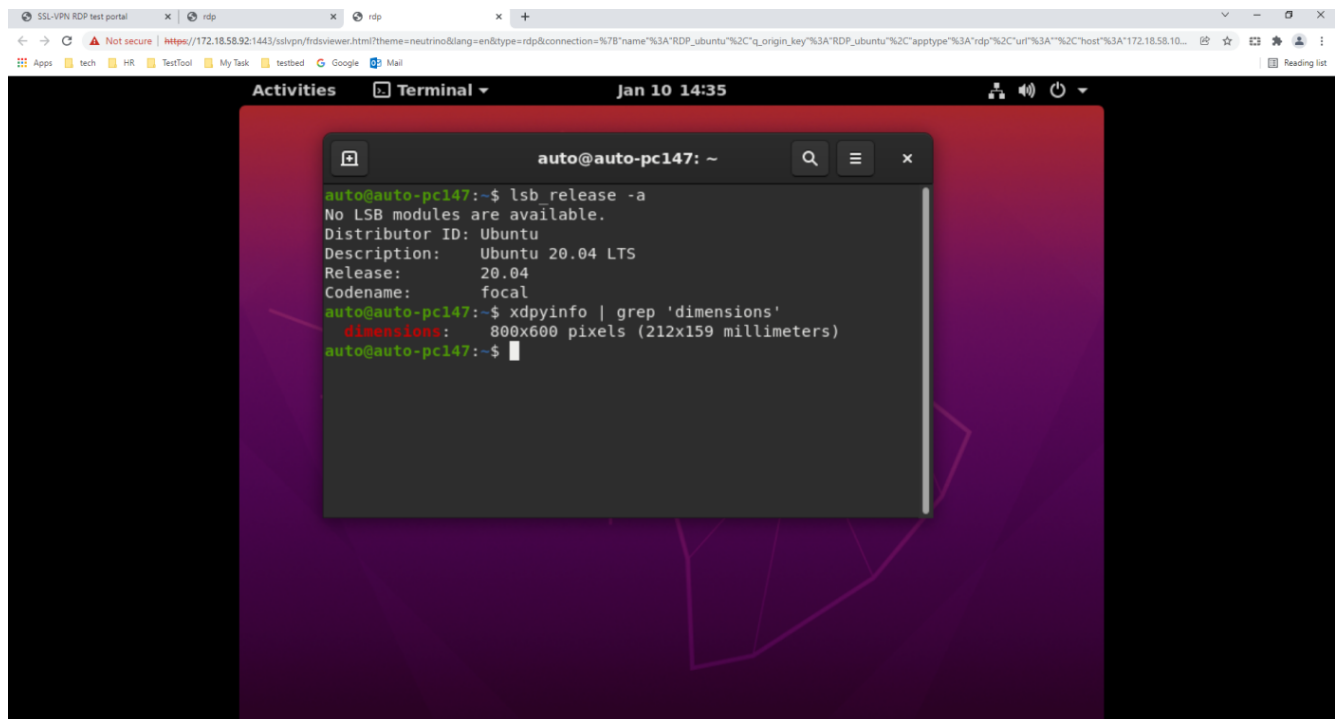 SSL-VPN RDP test portal
rdp
rdp
Not secure | https://172.18.58.92:1443/sslvpn/frdsviewer.html?theme=neutrino&lang=en&type=rdp&connection=%7B"name"%3A"RDP_ubuntu"%2C"q_origin_key"%3A"RDP_ubuntu"%2C"apptype"%3A"rdp"%2C"url"%3A""%2C"host"%3A"172.18.58.10...
Apps tech HR TestTool My Task testbed Google Mail Reading list
Activities Terminal Jan 10 14:35
auto@auto-pc147: ~
auto@auto-pc147:~$ lsb_release -a
No LSB modules are available.
Distributor ID: Ubuntu
Description: Ubuntu 20.04 LTS
Release: 20.04
Codename: focal
auto@auto-pc147:~$ xdpyinfo | grep 'dimensions'
dimensions: 800x600 pixels (212x159 millimeters)
auto@auto-pc147:~$